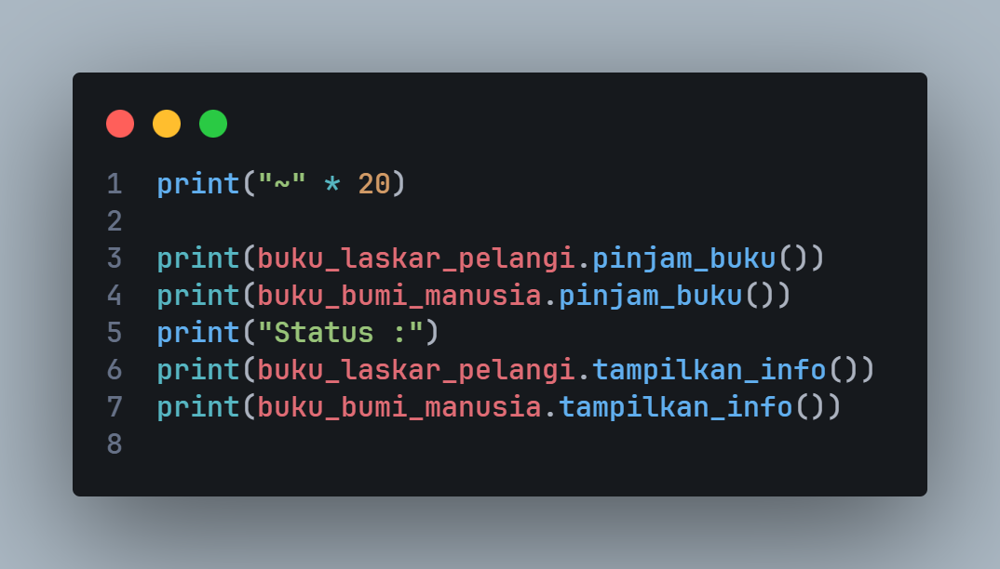 1 print("~" * 20)
2
3 print(buku_laskar_pelangi.pinjam_buku())
4 print(buku_bumi_manusia.pinjam_buku())
5 print("Status :")
6 print(buku_laskar_pelangi.tampilkan_info())
7 print(buku_bumi_manusia.tampilkan_info())
8